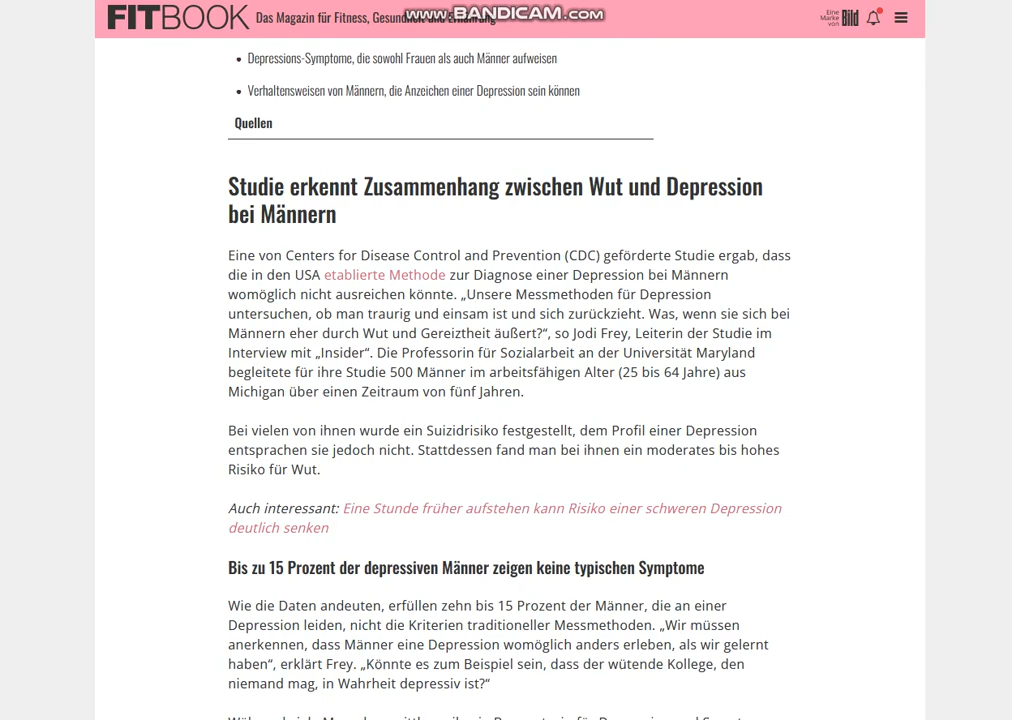 FITBOOK Das Magazin für Fitness, Gesundheit und Ernährung
www.BANDICAM.com
Eine Marke von Bild
Depressions-Symptome, die sowohl Frauen als auch Männer aufweisen
Verhaltensweisen von Männern, die Anzeichen einer Depression sein können
Quellen
Studie erkennt Zusammenhang zwischen Wut und Depression
bei Männern
Eine von Centers for Disease Control and Prevention (CDC) geförderte Studie ergab, dass
die in den USA etablierte Methode zur Diagnose einer Depression bei Männern
womöglich nicht ausreichen könnte. „Unsere Messmethoden für Depression
untersuchen, ob man traurig und einsam ist und sich zurückzieht. Was, wenn sie sich bei
Männern eher durch Wut und Gereiztheit äußert?“, so Jodi Frey, Leiterin der Studie im
Interview mit „Insider“. Die Professorin für Sozialarbeit an der Universität Maryland
begleitete für ihre Studie 500 Männer im arbeitsfähigen Alter (25 bis 64 Jahre) aus
Michigan über einen Zeitraum von fünf Jahren.
Bei vielen von ihnen wurde ein Suizidrisiko festgestellt, dem Profil einer Depression
entsprachen sie jedoch nicht. Stattdessen fand man bei ihnen ein moderates bis hohes
Risiko für Wut.
Auch interessant: Eine Stunde früher aufstehen kann Risiko einer schweren Depression
deutlich senken
Bis zu 15 Prozent der depressiven Männer zeigen keine typischen Symptome
Wie die Daten andeuten, erfüllen zehn bis 15 Prozent der Männer, die an einer
Depression leiden, nicht die Kriterien traditioneller Messmethoden. „Wir müssen
anerkennen, dass Männer eine Depression womöglich anders erleben, als wir gelernt
haben“, erklärt Frey. „Könnte es zum Beispiel sein, dass der wütende Kollege, den
niemand mag, in Wahrheit depressiv ist?“